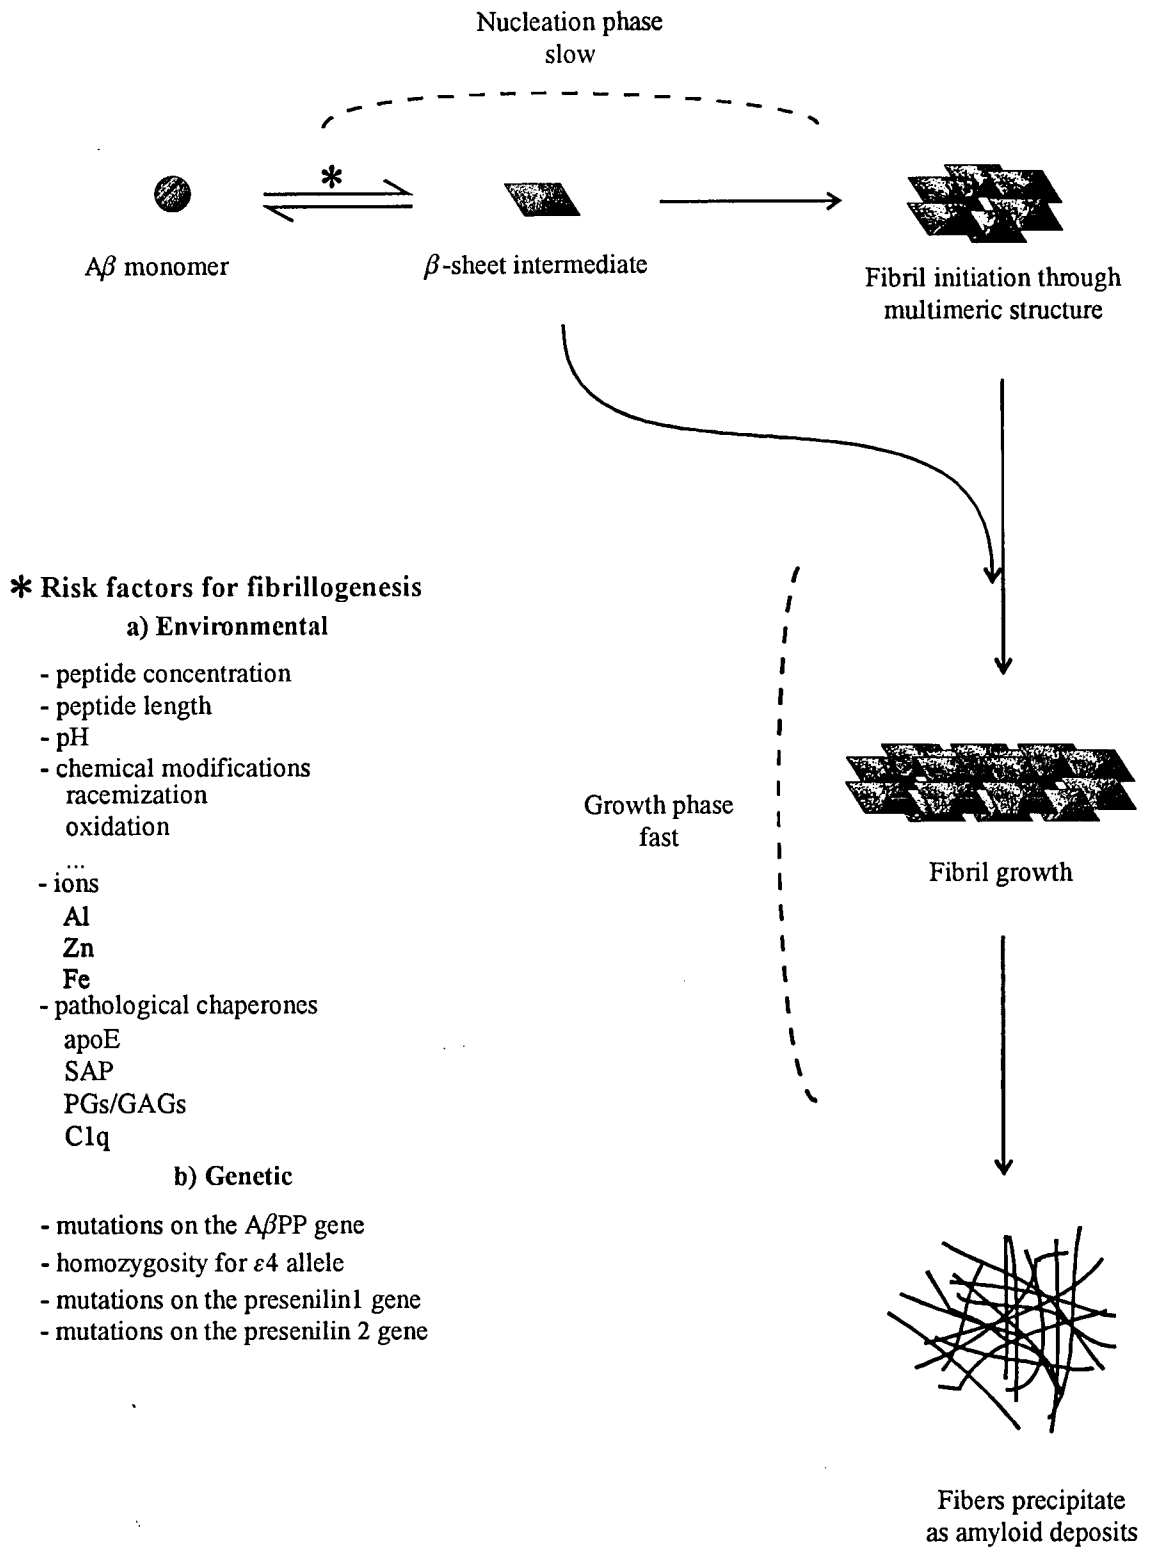 Nucleation phase
slow
*
Aβ monomer
β-sheet intermediate
Fibril initiation through
multimeric structure
* Risk factors for fibrillogenesis
a) Environmental
- peptide concentration
- peptide length
- pH
- chemical modifications
racemization
oxidation
...
- ions
Al
Zn
Fe
- pathological chaperones
apoE
SAP
PGs/GAGs
C1q
b) Genetic
- mutations on the AβPP gene
- homozygosity for ε4 allele
- mutations on the presenilin1 gene
- mutations on the presenilin 2 gene
Growth phase
fast
Fibril growth
Fibers precipitate
as amyloid deposits